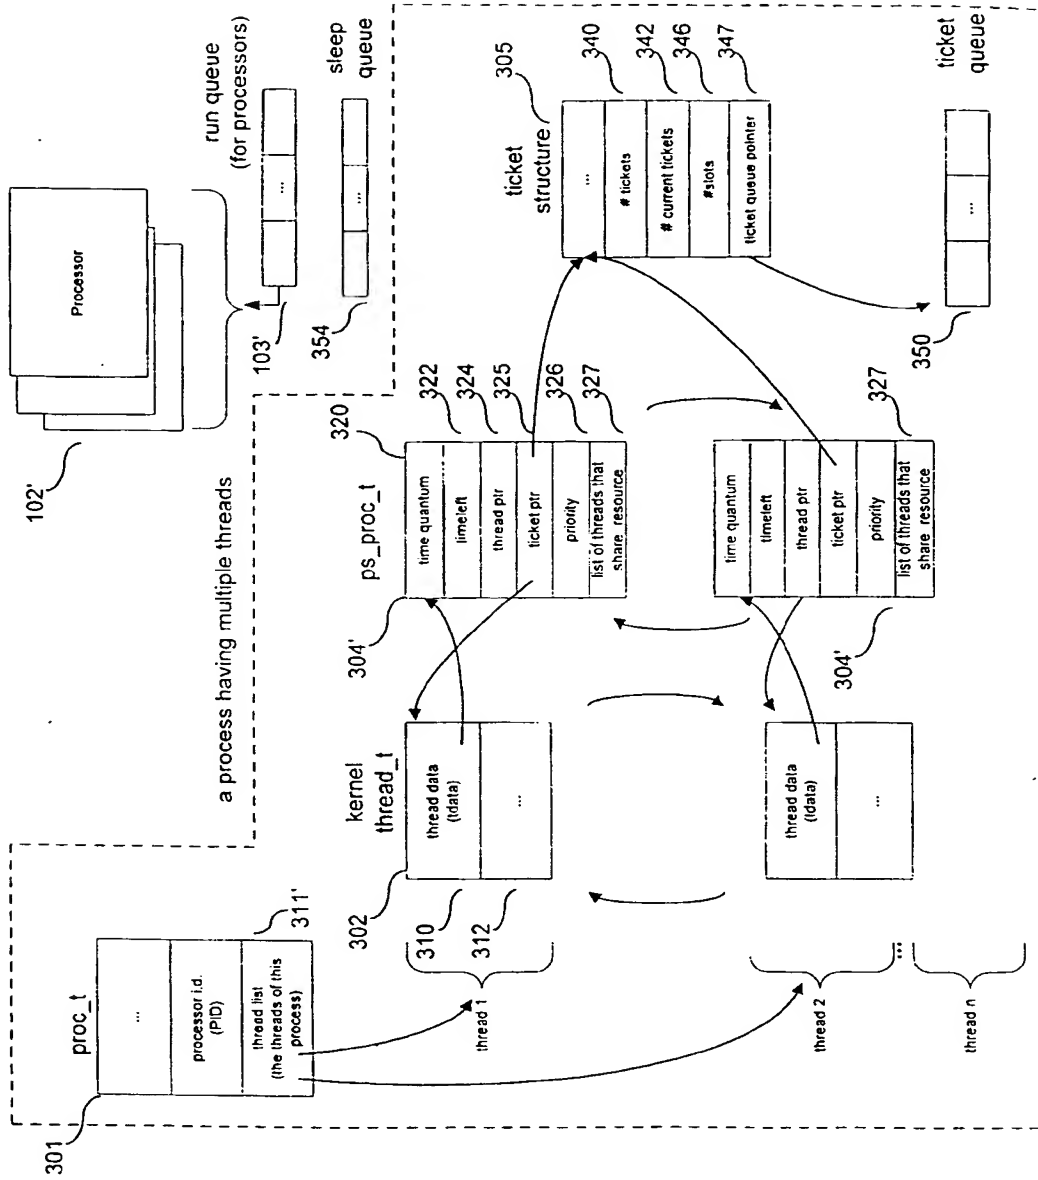 102'
Processor
103'
run queue
(for processors)
354
sleep
queue
a process having multiple threads
301
proc_t
...
processor i.d.
(PID)
thread list
(the threads of this
process)
311'
302
kernel
thread_t
thread data
(tdata)
...
310
312
thread 1
304'
ps_proc_t
320
time quantum
timeleft
thread ptr
ticket ptr
priority
list of threads that
share resource
322
324
325
326
327
ticket
structure
305
...
# tickets
# current tickets
#slots
ticket queue pointer
340
342
346
347
thread data
(tdata)
...
thread 2
...
thread n
304'
time quantum
timeleft
thread ptr
ticket ptr
priority
list of threads that
share resource
327
350
...
ticket
queue